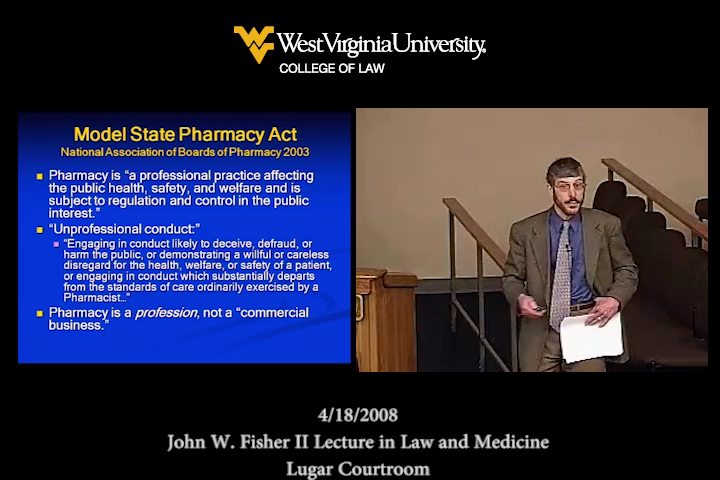 WestVirginiaUniversity®
COLLEGE OF LAW
Model State Pharmacy Act
National Association of Boards of Pharmacy 2003
Pharmacy is “a professional practice affecting
the public health, safety, and welfare and is
subject to regulation and control in the public
interest.”
“Unprofessional conduct:”
“Engaging in conduct likely to deceive, defraud, or
harm the public, or demonstrating a willful or careless
disregard for the health, welfare, or safety of a patient,
or engaging in conduct which substantially departs
from the standards of care ordinarily exercised by a
Pharmacist…”
Pharmacy is a profession, not a “commercial
business.”
4/18/2008
John W. Fisher II Lecture in Law and Medicine
Lugar Courtroom